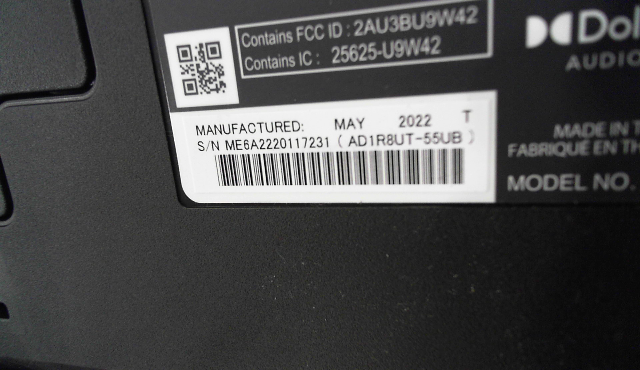 Contains FCC ID : 2AU3BU9W42
Contains IC : 25625-U9W42
AUDIO
MANUFACTURED: MAY 2022 T
S/N ME6A2220117231 ( AD1R8UT-55UB )
MADE IN
FABRIQUÉ EN
MODEL NO.